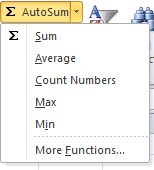 Σ AutoSum
Σ Sum
Average
Count Numbers
Max
Min
More Functions...